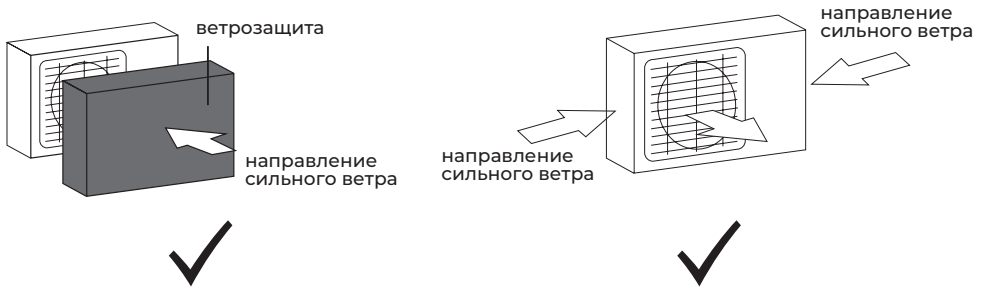 ветрозащита
направление
сильного ветра
направление
сильного ветра
направление
сильного ветра